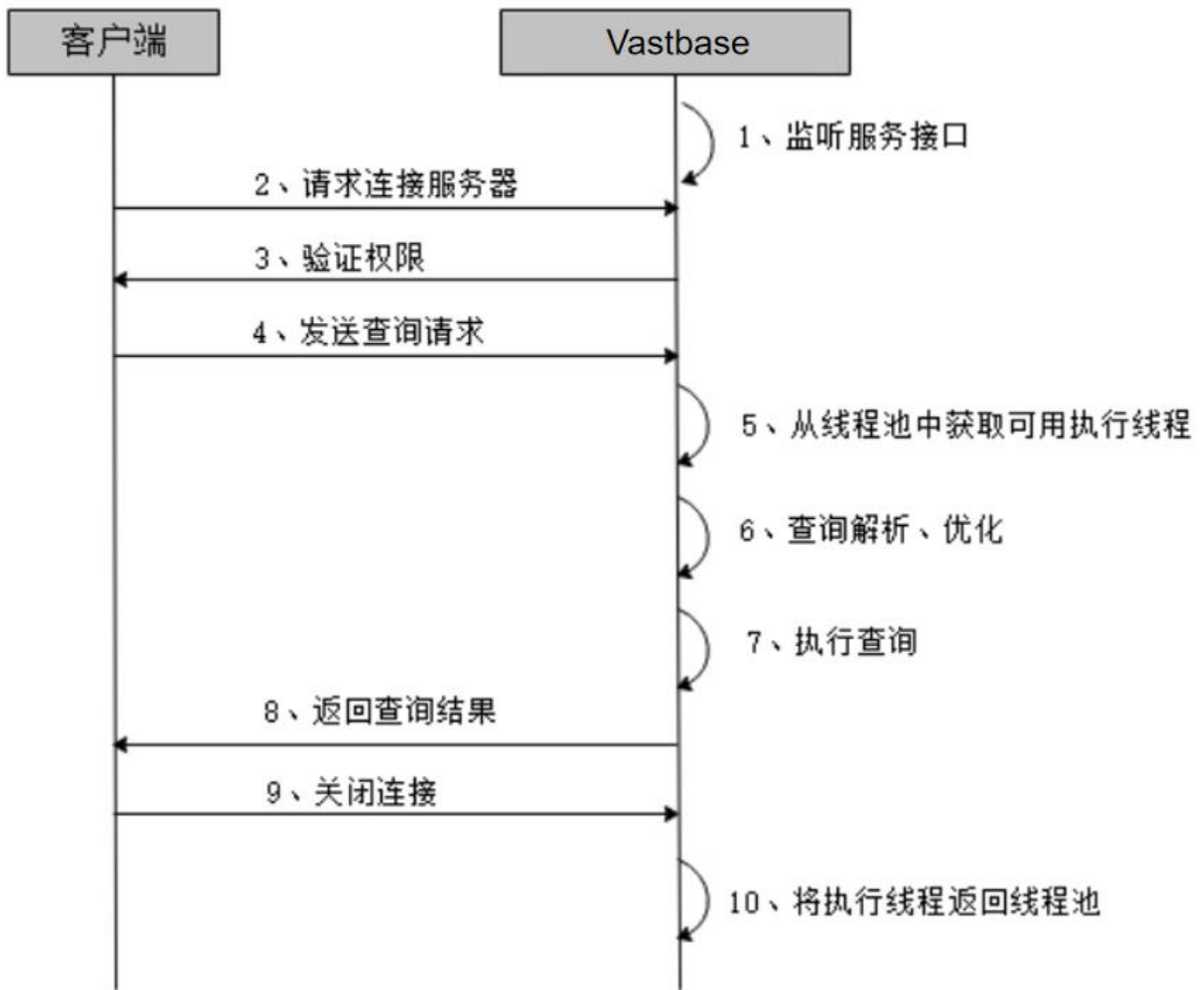 客户端
Vastbase
1、监听服务接口
2、请求连接服务器
3、验证权限
4、发送查询请求
5、从线程池中获取可用执行线程
6、查询解析、优化
7、执行查询
8、返回查询结果
9、关闭连接
10、将执行线程返回线程池